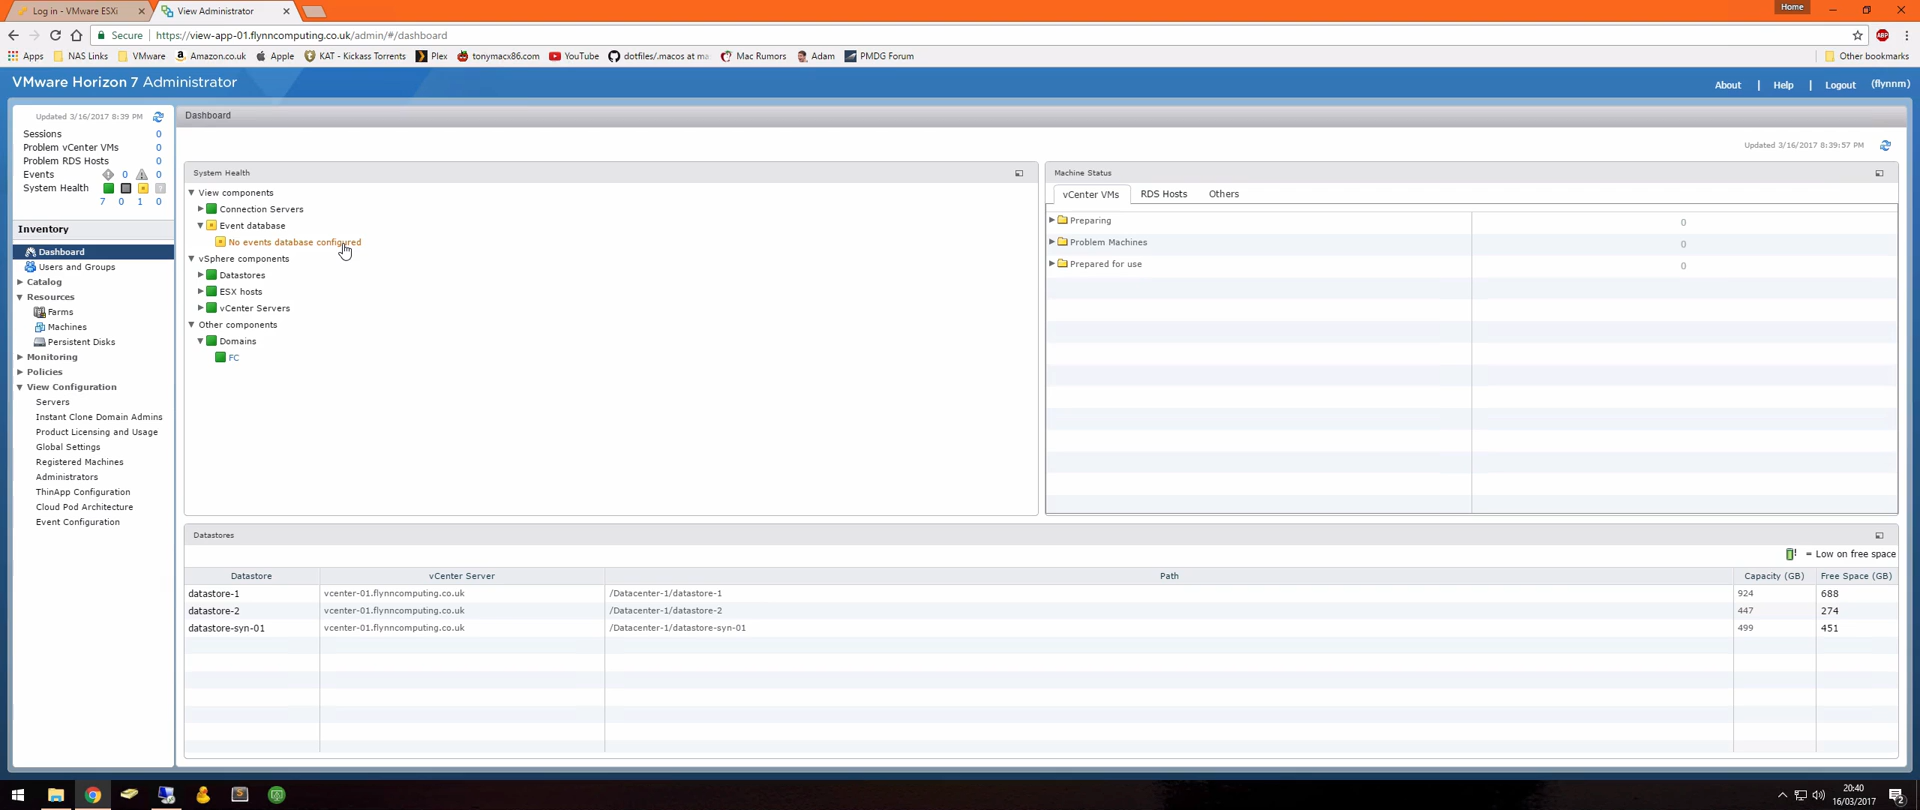 Log in - VMware ESXi
View Administrator
Home
Secure
https://view-app-01.flynncomputing.co.uk/admin/#/dashboard
ABP
Apps
NAS Links
VMware
Amazon.co.uk
Apple
KAT - Kickass Torrents
Plex
tonymacx86.com
YouTube
dotfiles/.macos at ma
Mac Rumors
Adam
PMDG Forum
Other bookmarks
VMware Horizon 7 Administrator
About | Help | Logout (flynnm)
Updated 3/16/2017 8:39 PM
Sessions 0
Problem vCenter VMs 0
Problem RDS Hosts 0
Events 0 0
System Health
7 0 1 0
Inventory
Dashboard
Users and Groups
Catalog
Resources
Farms
Machines
Persistent Disks
Monitoring
Policies
View Configuration
Servers
Instant Clone Domain Admins
Product Licensing and Usage
Global Settings
Registered Machines
Administrators
ThinApp Configuration
Cloud Pod Architecture
Event Configuration
Dashboard
Updated 3/16/2017 8:39:57 PM
System Health
View components
Connection Servers
Event database
No events database configured
vSphere components
Datastores
ESX hosts
vCenter Servers
Other components
Domains
FC
Machine Status
vCenter VMs
RDS Hosts
Others
Preparing 0
Problem Machines 0
Prepared for use 0
Datastores
= Low on free space
Datastore vCenter Server Path Capacity (GB) Free Space (GB)
datastore-1 vcenter-01.flynncomputing.co.uk /Datacenter-1/datastore-1 924 688
datastore-2 vcenter-01.flynncomputing.co.uk /Datacenter-1/datastore-2 447 274
datastore-syn-01 vcenter-01.flynncomputing.co.uk /Datacenter-1/datastore-syn-01 499 451
20:40
16/03/2017
2